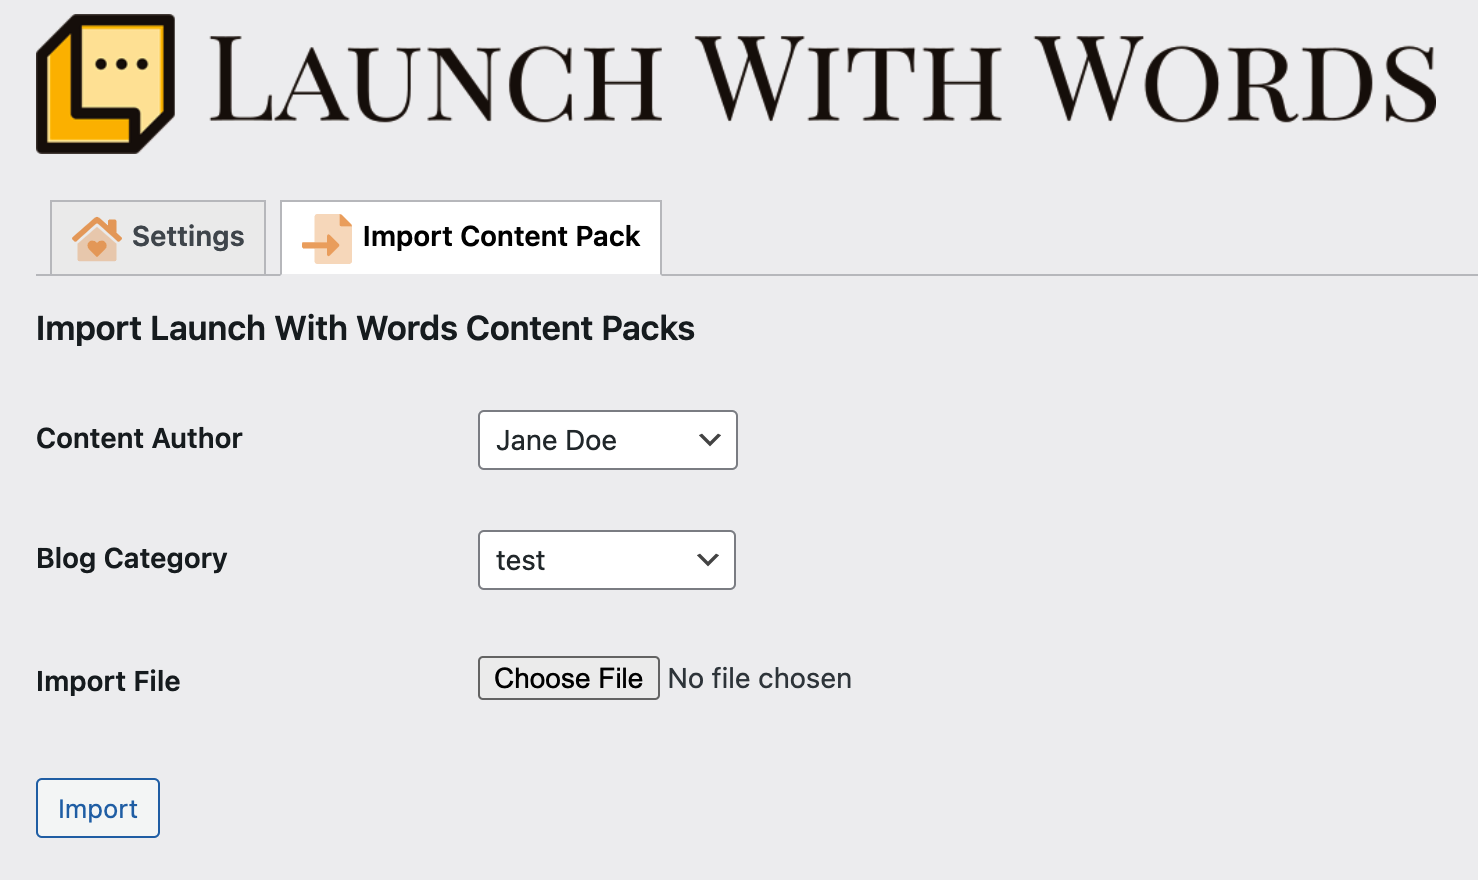 LAUNCH WITH WORDS
Settings
Import Content Pack
Import Launch With Words Content Packs
Content Author
Jane Doe
Blog Category
test
Import File
Choose File No file chosen
Import